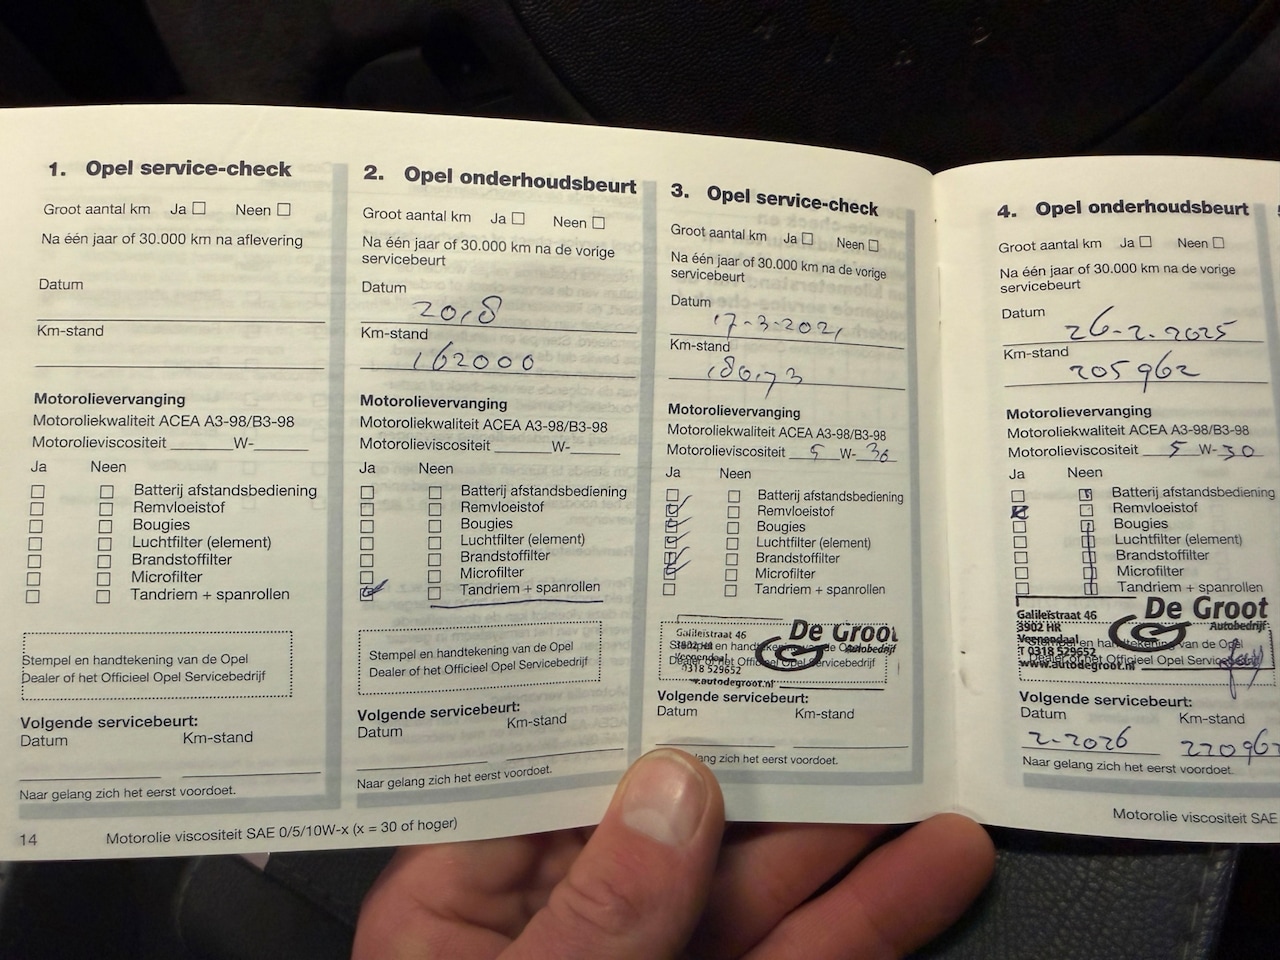 1. Opel service-check
Groot aantal km Ja Neen
Na één jaar of 30.000 km na aflevering
Datum
Km-stand
Motorolievervanging
Motoroliekwaliteit ACEA A3-98/B3-98
Motorolieviscositeit ______ W-______
Ja Neen
Batterij afstandsbediening
Remvloeistof
Bougies
Luchtfilter (element)
Brandstoffilter
Microfilter
Tandriem + spanrollen
Stempel en handtekening van de Opel
Dealer of het Officieel Opel Servicebedrijf
Volgende servicebeurt:
Datum Km-stand
Naar gelang zich het eerst voordoet.
14 Motorolie viscositeit SAE 0/5/10W-x (x = 30 of hoger)
2. Opel onderhoudsbeurt
Groot aantal km Ja Neen
Na één jaar of 30.000 km na de vorige
servicebeurt
Datum
2018
Km-stand
162000
Motorolievervanging
Motoroliekwaliteit ACEA A3-98/B3-98
Motorolieviscositeit ______ W-______
Ja Neen
Batterij afstandsbediening
Remvloeistof
Bougies
Luchtfilter (element)
Brandstoffilter
Microfilter
Tandriem + spanrollen
Stempel en handtekening van de Opel
Dealer of het Officieel Opel Servicebedrijf
Volgende servicebeurt:
Datum Km-stand
Naar gelang zich het eerst voordoet.
3. Opel service-check
Groot aantal km Ja Neen
Na één jaar of 30.000 km na de vorige
servicebeurt
Datum
17-3-2021
Km-stand
180173
Motorolievervanging
Motoroliekwaliteit ACEA A3-98/B3-98
Motorolieviscositeit 5 W-30
Ja Neen
Batterij afstandsbediening
Remvloeistof
Bougies
Luchtfilter (element)
Brandstoffilter
Microfilter
Tandriem + spanrollen
De Groot
Autobedrijf
Galileïstraat 46
0318 529652
w.autodegroot.nl
Volgende servicebeurt:
Datum Km-stand
gelang zich het eerst voordoet.
4. Opel onderhoudsbeurt
Groot aantal km Ja Neen
Na één jaar of 30.000 km na de vorige
servicebeurt
Datum
26-2-2025
Km-stand
205962
Motorolievervanging
Motoroliekwaliteit ACEA A3-98/B3-98
Motorolieviscositeit 5 W-30
Ja Neen
Batterij afstandsbediening
Remvloeistof
Bougies
Luchtfilter (element)
Brandstoffilter
Microfilter
Tandriem + spanrollen
De Groot
Autobedrijf
Galileïstraat 46
3902 HR
Veenendaal
T 0318 529652
www.autodegroot.nl
Volgende servicebeurt:
Datum Km-stand
2-2026 220962
Naar gelang zich het eerst voordoet.
Motorolie viscositeit SAE